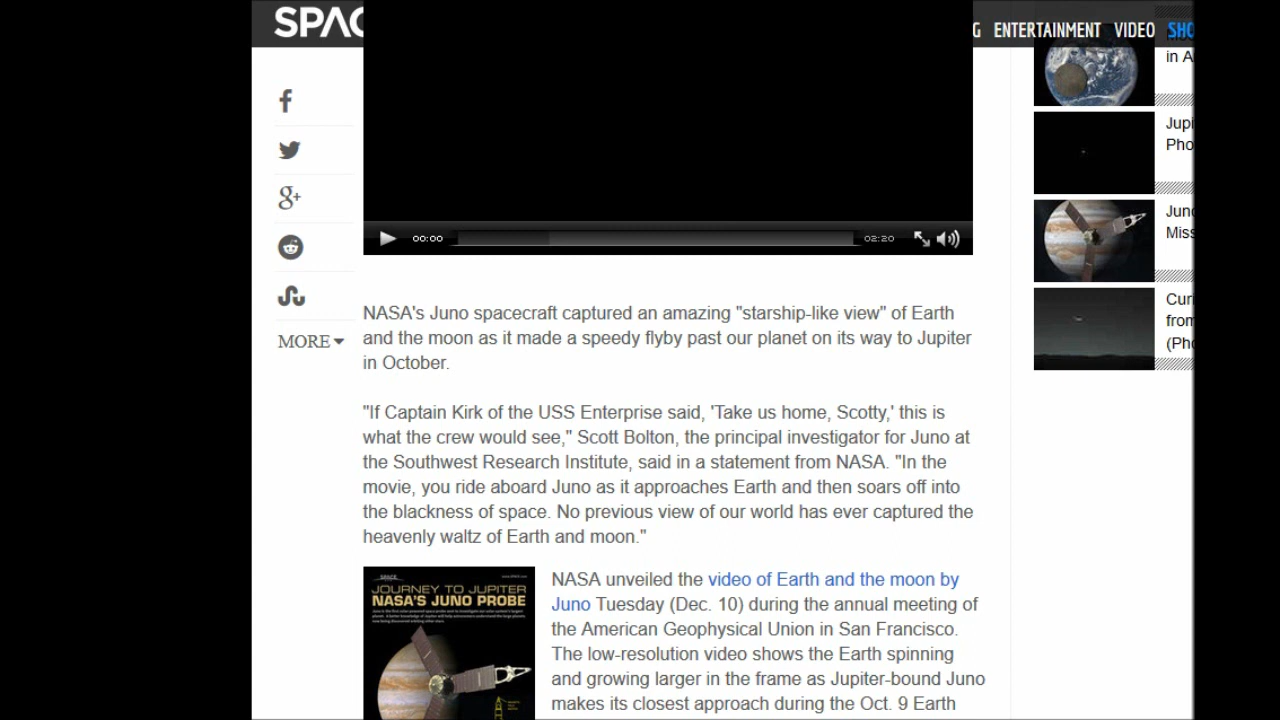 SPAC
G ENTERTAINMENT VIDEO SHO
in A
Jupi
Pho
Juno
Miss
Curi
from
(Pho
MORE
00:00
02:20
NASA's Juno spacecraft captured an amazing "starship-like view" of Earth
and the moon as it made a speedy flyby past our planet on its way to Jupiter
in October.
"If Captain Kirk of the USS Enterprise said, 'Take us home, Scotty,' this is
what the crew would see," Scott Bolton, the principal investigator for Juno at
the Southwest Research Institute, said in a statement from NASA. "In the
movie, you ride aboard Juno as it approaches Earth and then soars off into
the blackness of space. No previous view of our world has ever captured the
heavenly waltz of Earth and moon."
SPACE
JOURNEY TO JUPITER
NASA'S JUNO PROBE
NASA unveiled the video of Earth and the moon by
Juno Tuesday (Dec. 10) during the annual meeting of
the American Geophysical Union in San Francisco.
The low-resolution video shows the Earth spinning
and growing larger in the frame as Jupiter-bound Juno
makes its closest approach during the Oct. 9 Earth